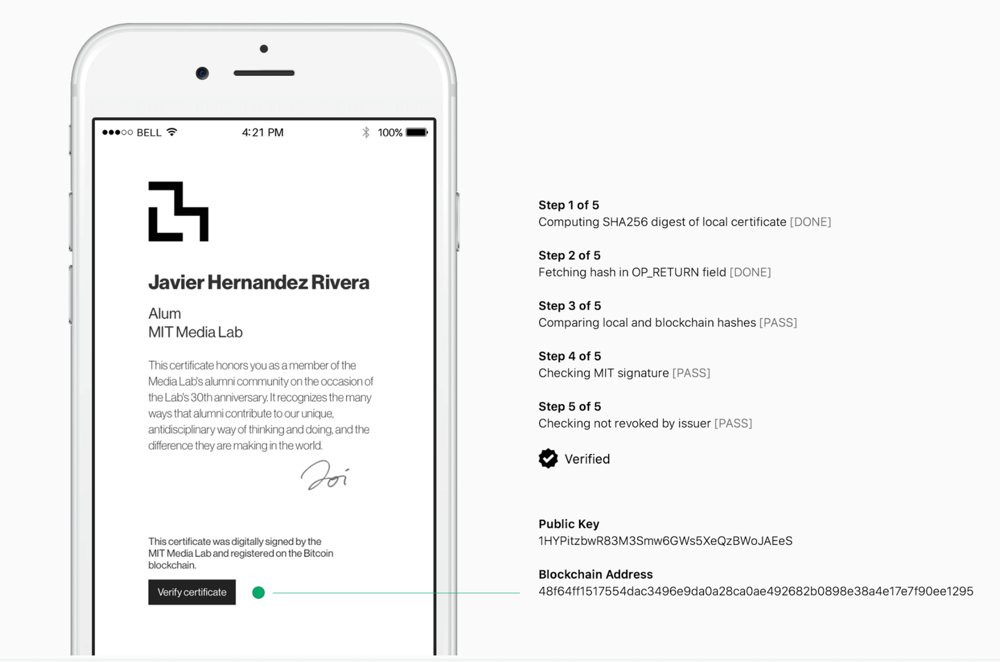 BELL 4:21 PM 100%
Javier Hernandez Rivera
Alum
MIT Media Lab
This certificate honors you as a member of the
Media Lab's alumni community on the occasion of
the Lab's 30th anniversary. It recognizes the many
ways that alumni contribute to our unique,
antidisciplinary way of thinking and doing, and the
difference they are making in the world.
Joi
This certificate was digitally signed by the
MIT Media Lab and registered on the Bitcoin
blockchain.
Verify certificate
Step 1 of 5
Computing SHA256 digest of local certificate [DONE]
Step 2 of 5
Fetching hash in OP_RETURN field [DONE]
Step 3 of 5
Comparing local and blockchain hashes [PASS]
Step 4 of 5
Checking MIT signature [PASS]
Step 5 of 5
Checking not revoked by issuer [PASS]
Verified
Public Key
1HYPitzbwR83M3Smw6GWs5XeQzBWoJAEeS
Blockchain Address
48f64ff1517554dac3496e9da0a28ca0ae492682b0898e38a4e17e7f90ee1295